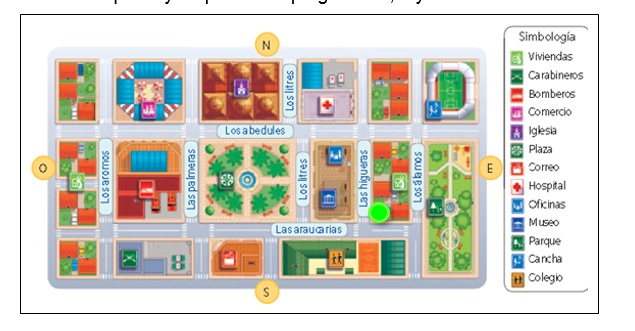 N
Los litres
Los abedules
O
Los aromos
Las palmeras
Los litres
Las higueras
Los álamos
E
Las araucarias
S
Simbología
Viviendas
Carabineros
Bomberos
Comercio
Iglesia
Plaza
Correo
Hospital
Oficinas
Museo
Parque
Cancha
Colegio